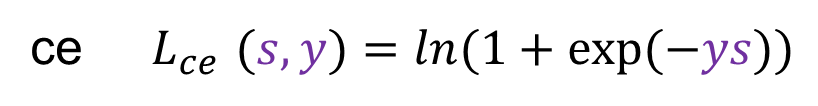 ce L_ce (s, y) = ln(1 + exp(−ys))